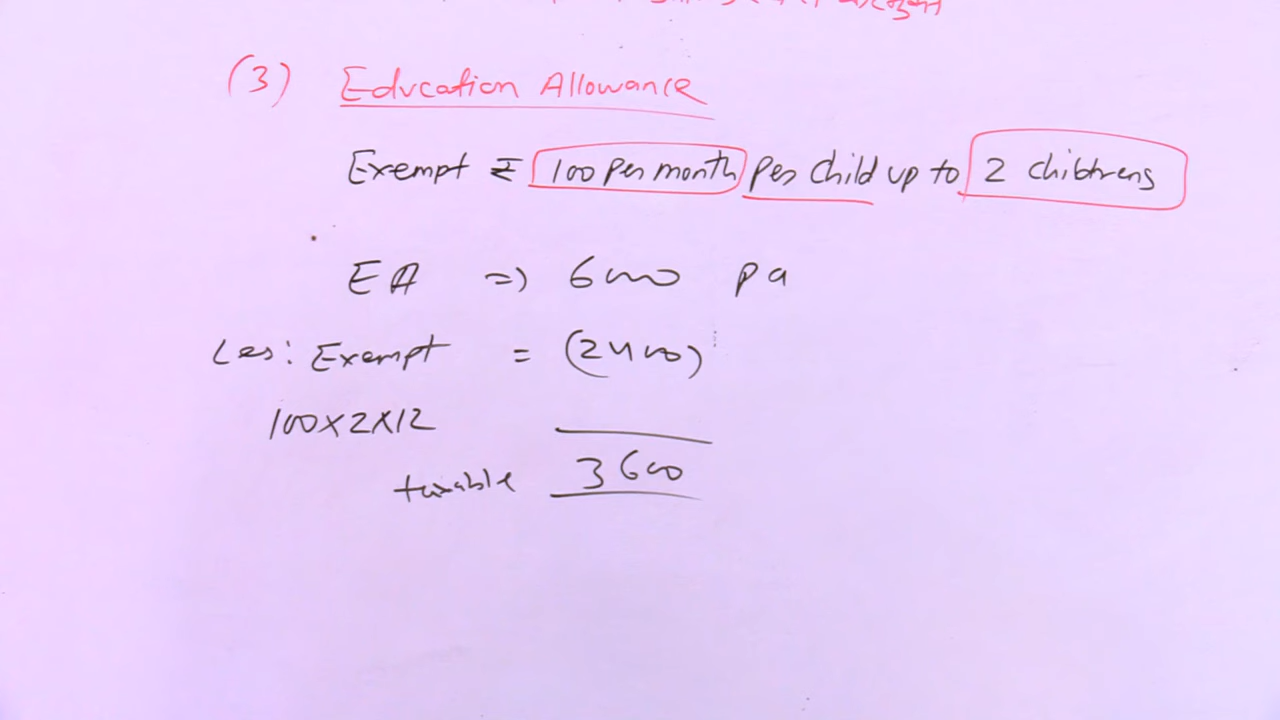 (3) Education Allowance
Exempt ₹ 100 per month per child up to 2 childrens
EA => 6000 pa
Les: Exempt = (2400)
100x2x12
taxable 3600